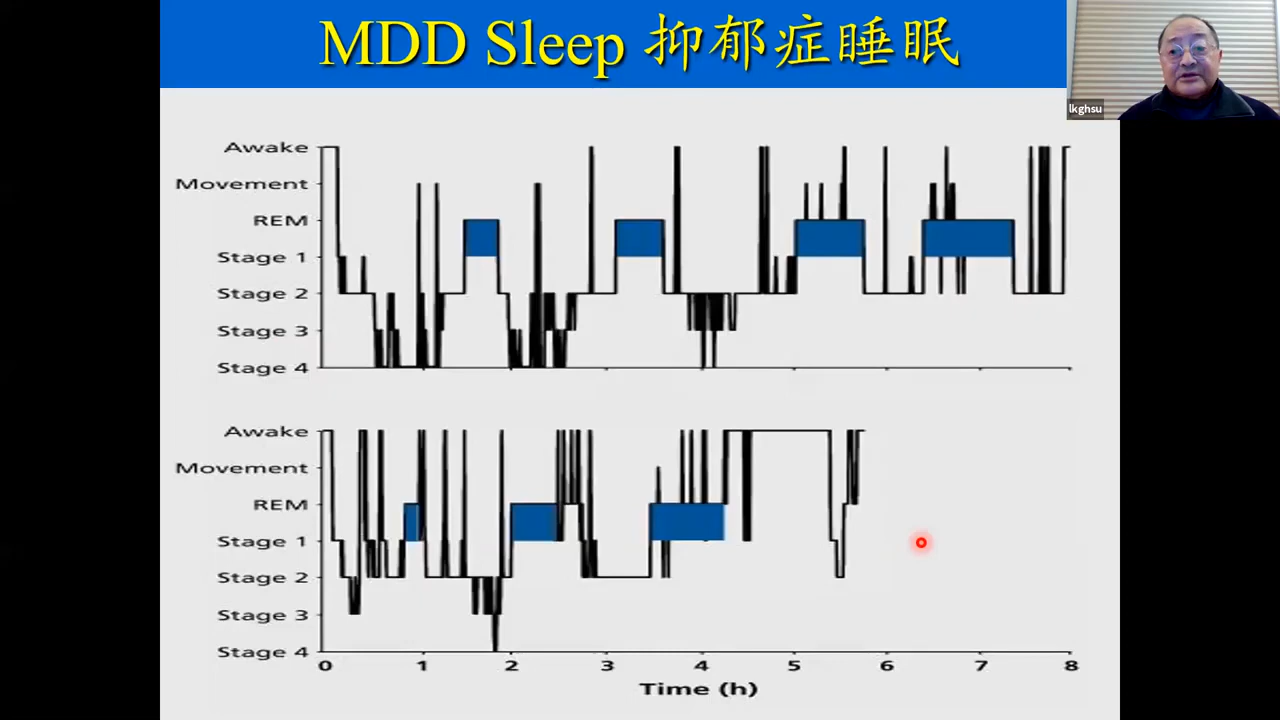 MDD Sleep 抑郁症睡眠
lkghsu
Awake
Movement
REM
Stage 1
Stage 2
Stage 3
Stage 4
Awake
Movement
REM
Stage 1
Stage 2
Stage 3
Stage 4
0 1 2 3 4 5 6 7 8
Time (h)